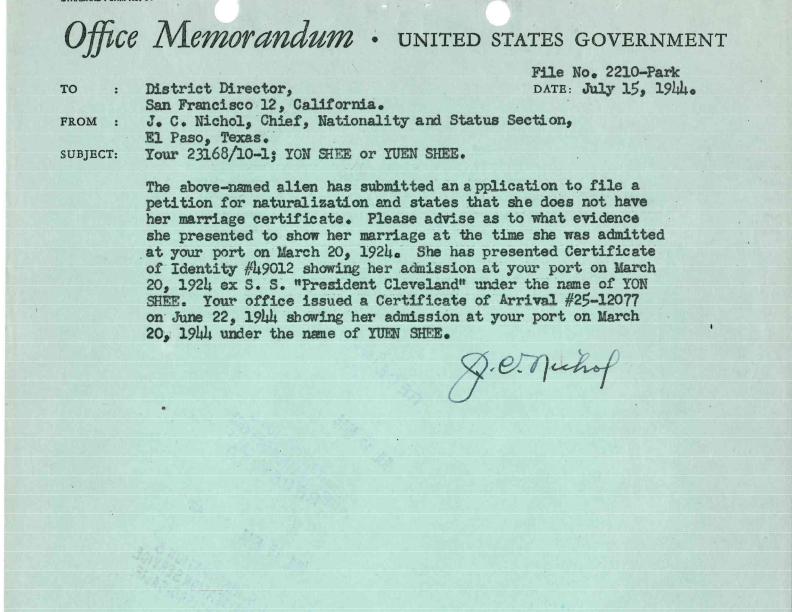 Office Memorandum • UNITED STATES GOVERNMENT
File No. 2210-Park
TO : District Director, DATE: July 15, 1944.
San Francisco 12, California.
FROM : J. C. Nichol, Chief, Nationality and Status Section,
El Paso, Texas.
SUBJECT: Your 23168/10-1; YON SHEE or YUEN SHEE.
The above-named alien has submitted an application to file a
petition for naturalization and states that she does not have
her marriage certificate. Please advise as to what evidence
she presented to show her marriage at the time she was admitted
at your port on March 20, 1924. She has presented Certificate
of Identity #49012 showing her admission at your port on March
20, 1924 ex S. S. "President Cleveland" under the name of YON
SHEE. Your office issued a Certificate of Arrival #25-12077
on June 22, 1944 showing her admission at your port on March
20, 1944 under the name of YUEN SHEE.
J. C. Nichol